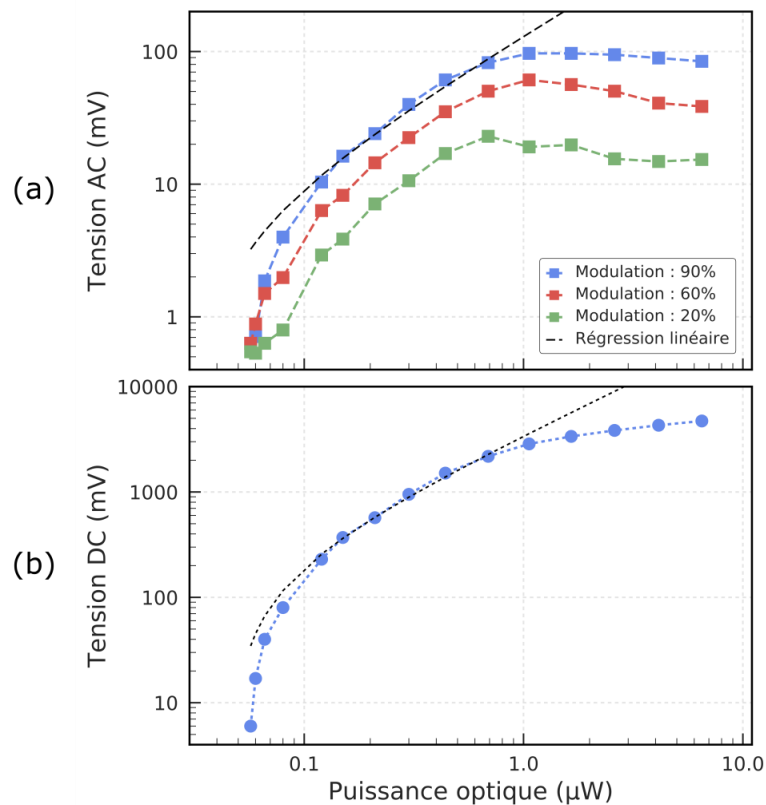 (a)
Tension AC (mV)
100
10
1
Modulation : 90%
Modulation : 60%
Modulation : 20%
Régression linéaire
(b)
Tension DC (mV)
10000
1000
100
10
0.1
1.0
10.0
Puissance optique (µW)